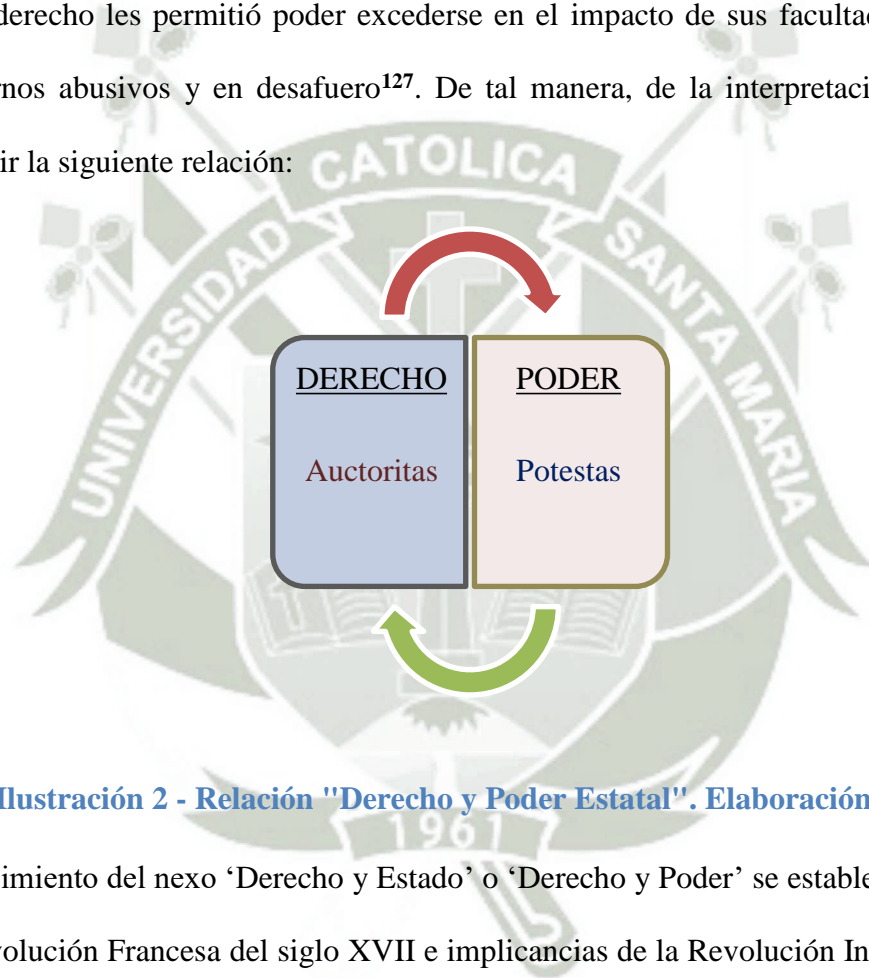 derecho les permitió poder excederse en el impacto de sus faculta
rnos abusivos y en desafuero127. De tal manera, de la interpretaci
ir la siguiente relación:
UNIVERSIDAD CATOLICA SANTA MARIA
DERECHO PODER
Auctoritas Potestas
Ilustración 2 - Relación "Derecho y Poder Estatal". Elaboración
1961
imiento del nexo ‘Derecho y Estado’ o ‘Derecho y Poder’ se estable
volución Francesa del siglo XVII e implicancias de la Revolución In